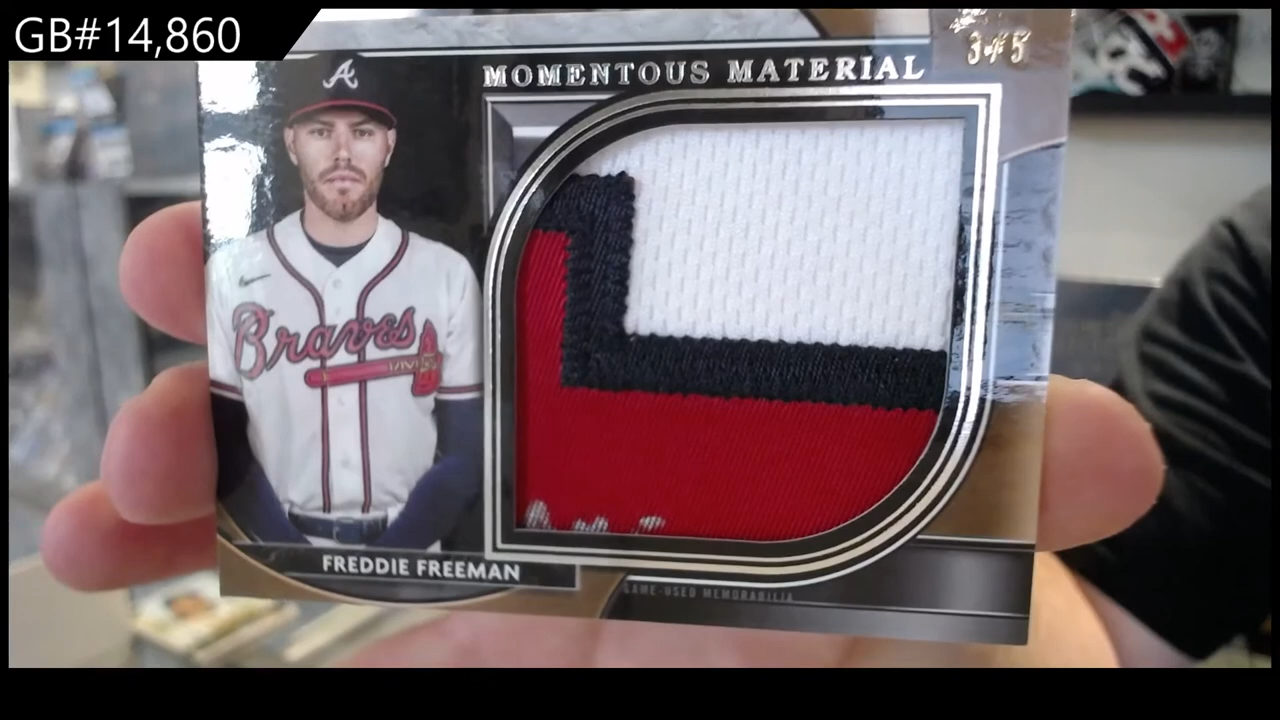 GB#14,860
3/5
MOMENTOUS MATERIAL
A
Braves
FREDDIE FREEMAN
GAME-USED MEMORABILIA